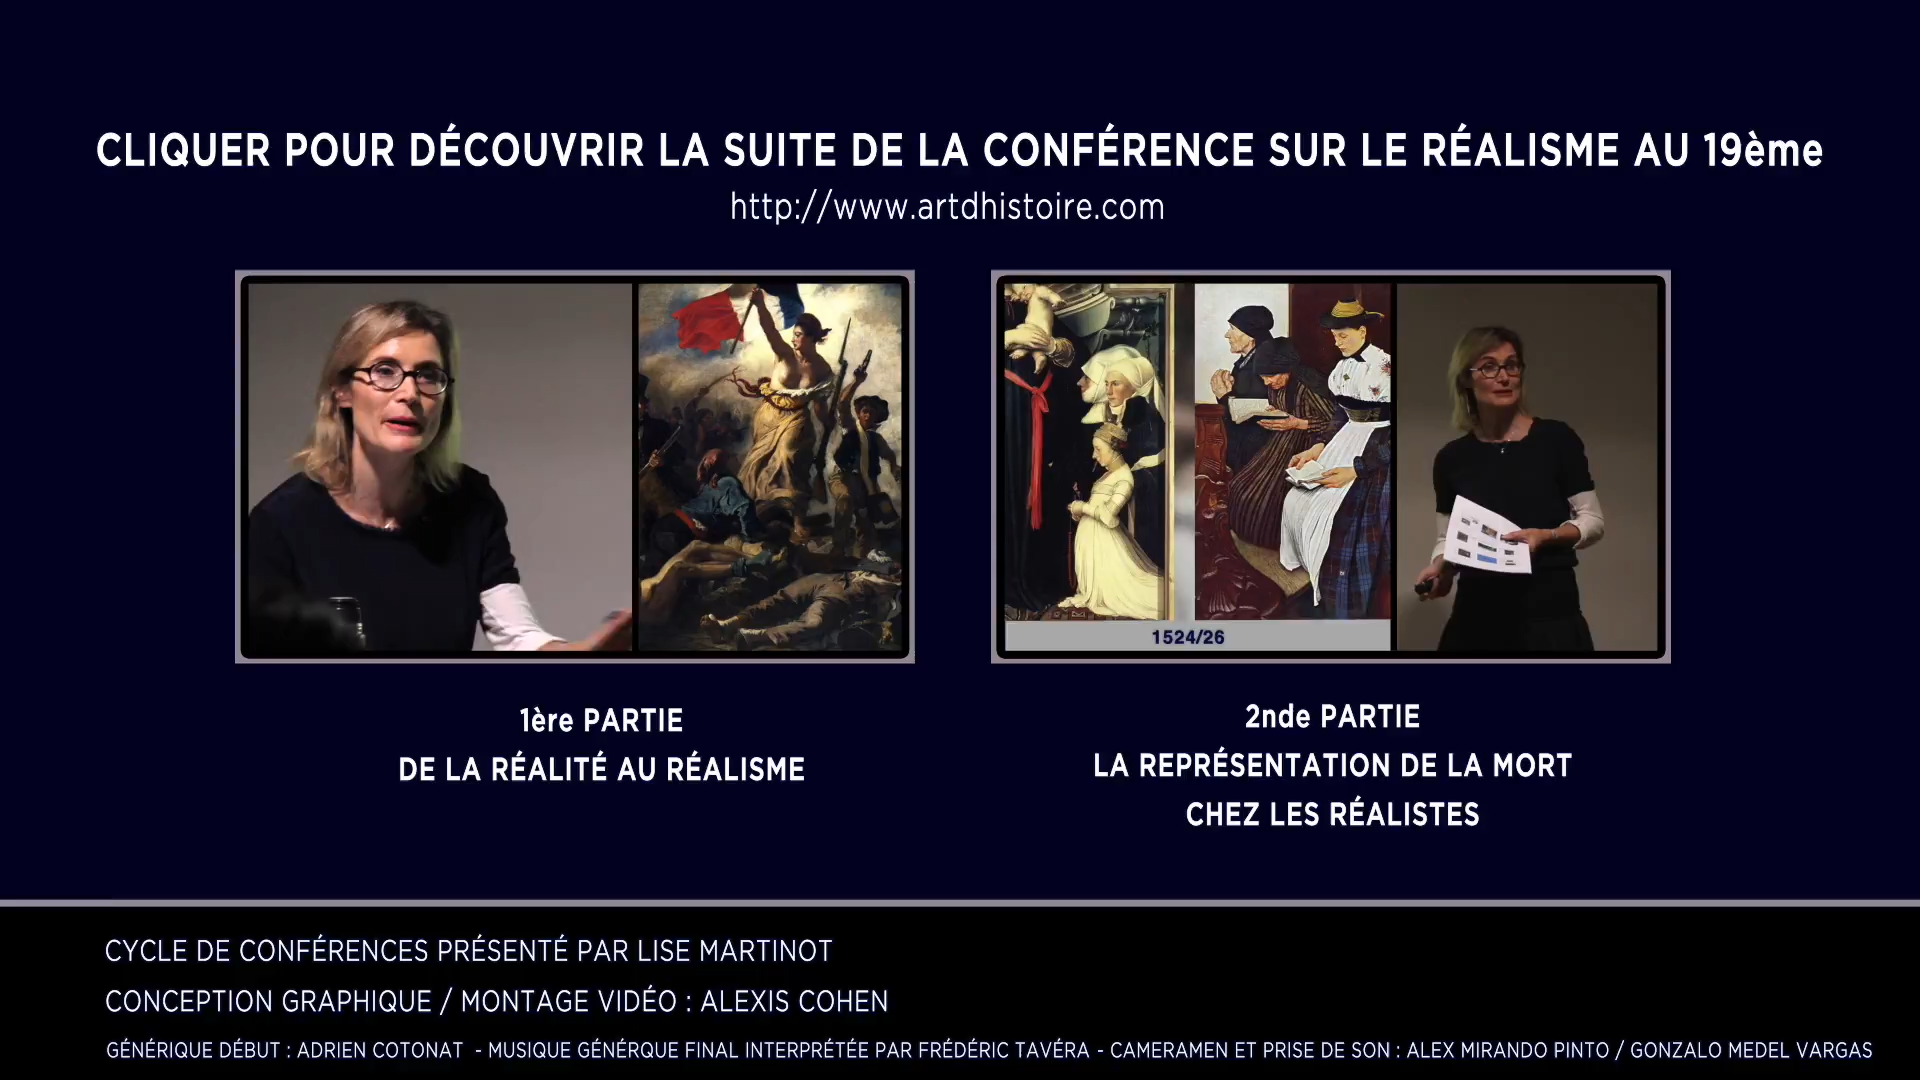 CLIQUER POUR DÉCOUVRIR LA SUITE DE LA CONFÉRENCE SUR LE RÉALISME AU 19ème
http://www.artdhistoire.com
1524/26
1ère PARTIE
DE LA RÉALITÉ AU RÉALISME
2nde PARTIE
LA REPRÉSENTATION DE LA MORT
CHEZ LES RÉALISTES
CYCLE DE CONFÉRENCES PRÉSENTÉ PAR LISE MARTINOT
CONCEPTION GRAPHIQUE / MONTAGE VIDÉO : ALEXIS COHEN
GÉNÉRIQUE DÉBUT : ADRIEN COTONAT - MUSIQUE GÉNÉRQUE FINAL INTERPRÉTÉE PAR FRÉDÉRIC TAVÉRA - CAMERAMEN ET PRISE DE SON : ALEX MIRANDO PINTO / GONZALO MEDEL VARGAS